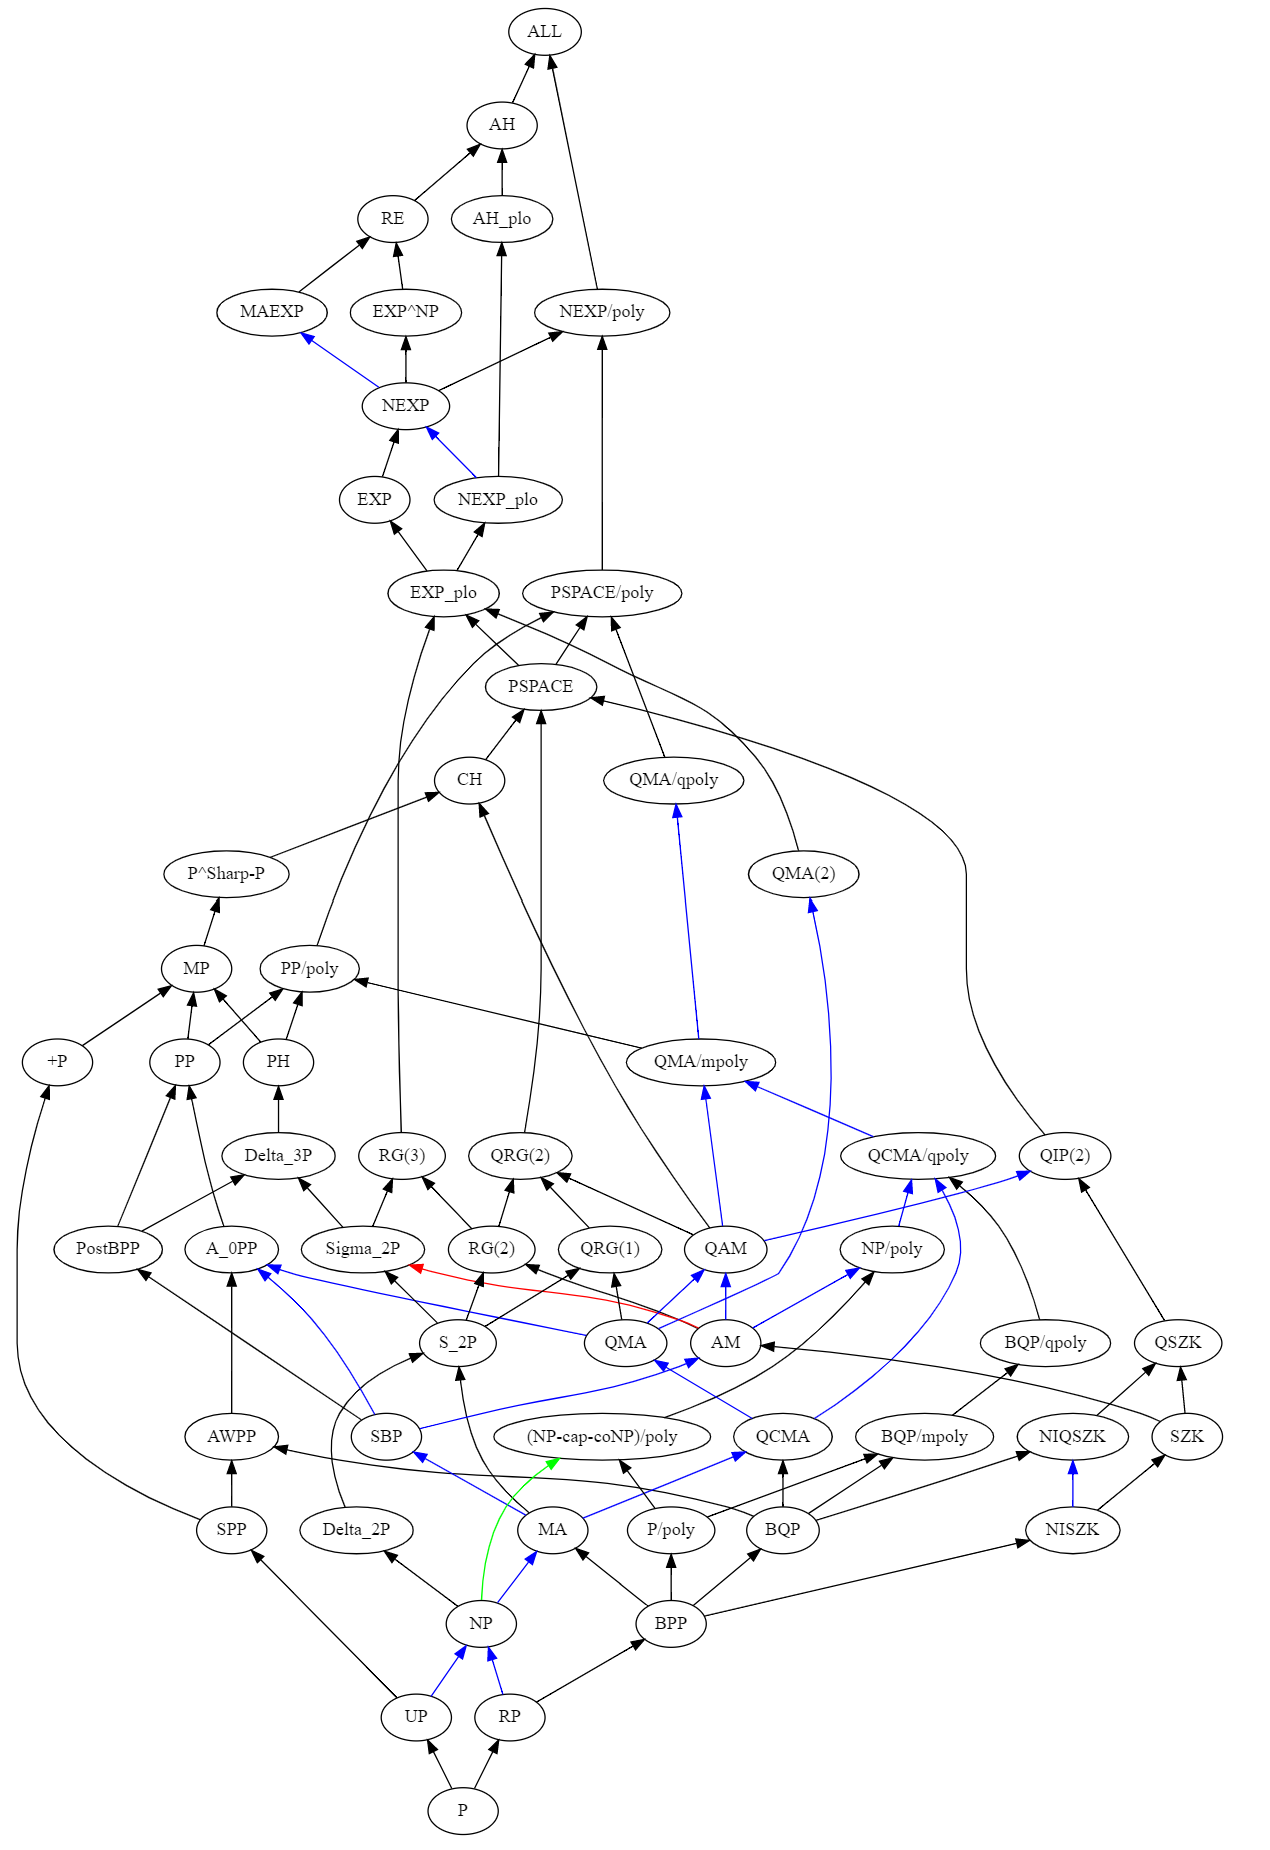 ALL
AH
RE
AH_plo
MAEXP
EXP^NP
NEXP/poly
NEXP
EXP
NEXP_plo
EXP_plo
PSPACE/poly
PSPACE
CH
QMA/qpoly
P^Sharp-P
QMA(2)
MP
PP/poly
+P
PP
PH
QMA/mpoly
Delta_3P
RG(3)
QRG(2)
QCMA/qpoly
QIP(2)
PostBPP
A_0PP
Sigma_2P
RG(2)
QRG(1)
QAM
NP/poly
S_2P
QMA
AM
BQP/qpoly
QSZK
AWPP
SBP
(NP-cap-coNP)/poly
QCMA
BQP/mpoly
NIQSZK
SZK
SPP
Delta_2P
MA
P/poly
BQP
NISZK
NP
BPP
UP
RP
P